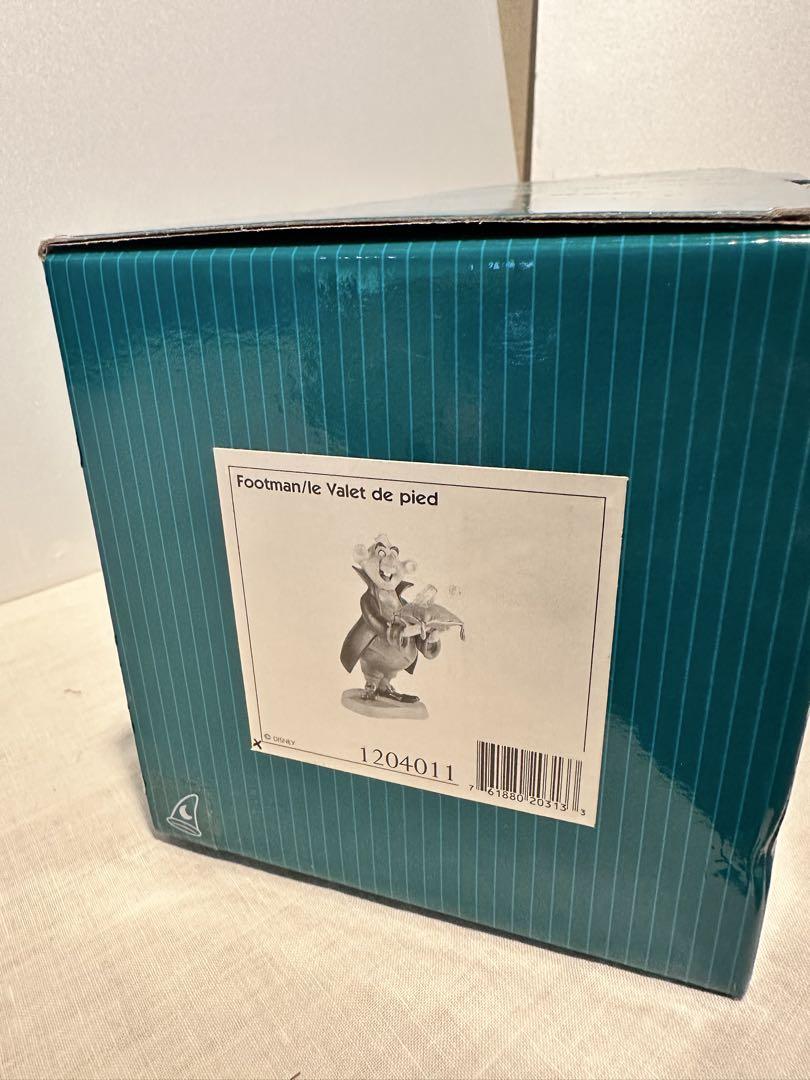 Footman/le Valet de pied
© DISNEY
1204011
7 61880 20313 3